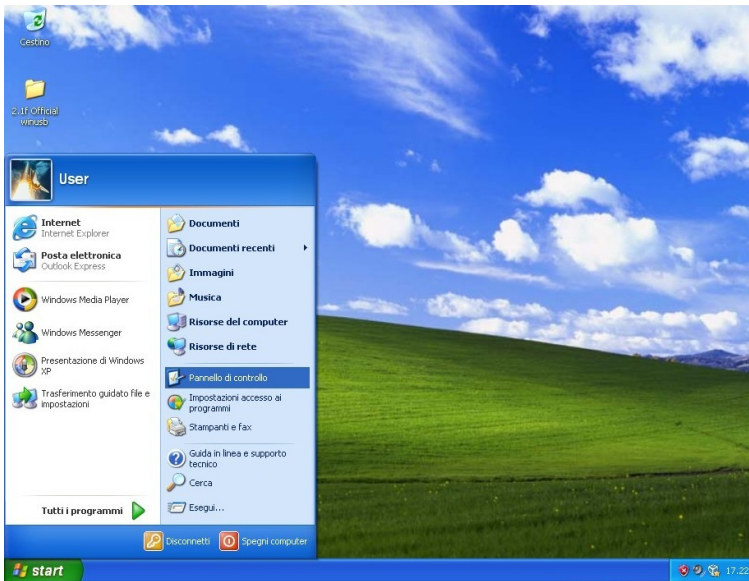 Cestino
2.1f Official
winusb
User
Internet
Internet Explorer
Posta elettronica
Outlook Express
Windows Media Player
Windows Messenger
Presentazione di Windows
XP
Trasferimento guidato file e
impostazioni
Tutti i programmi
Documenti
Documenti recenti
Immagini
Musica
Risorse del computer
Risorse di rete
Pannello di controllo
Impostazioni accesso ai
programmi
Stampanti e fax
Guida in linea e supporto
tecnico
Cerca
Esegui...
Disconnetti
Spegni computer
start
17.22